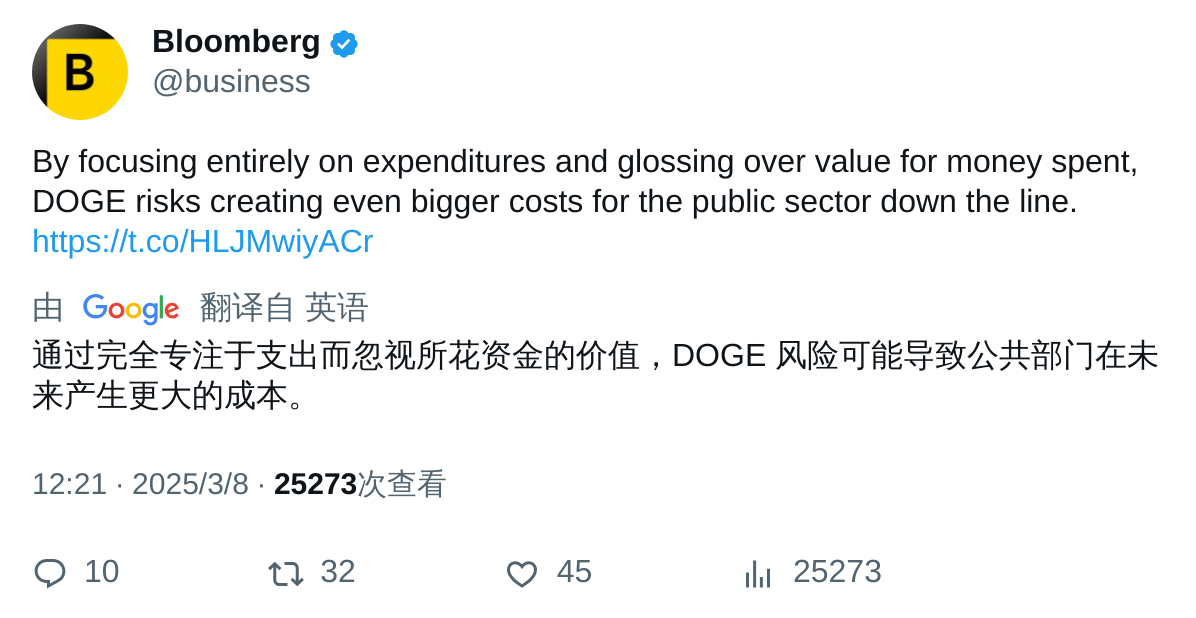 B
Bloomberg
@business
By focusing entirely on expenditures and glossing over value for money spent,
DOGE risks creating even bigger costs for the public sector down the line.
https://t.co/HLJMwiyACr
由 Google 翻译自 英语
通过完全专注于支出而忽视所花资金的价值，DOGE 风险可能导致公共部门在未
来产生更大的成本。
12:21 · 2025/3/8 · 25273次查看
10 32 45 25273